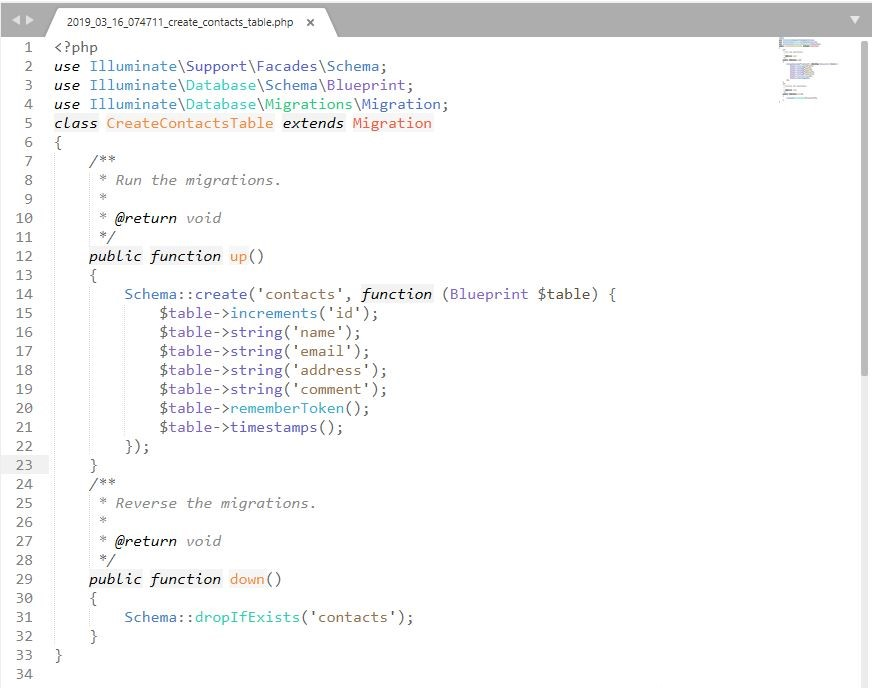 2019_03_16_074711_create_contacts_table.php ×
1 <?php
2 use Illuminate\Support\Facades\Schema;
3 use Illuminate\Database\Schema\Blueprint;
4 use Illuminate\Database\Migrations\Migration;
5 class CreateContactsTable extends Migration
6 {
7     /**
8      * Run the migrations.
9      *
10      * @return void
11      */
12     public function up()
13     {
14         Schema::create('contacts', function (Blueprint $table) {
15             $table->increments('id');
16             $table->string('name');
17             $table->string('email');
18             $table->string('address');
19             $table->string('comment');
20             $table->rememberToken();
21             $table->timestamps();
22         });
23     }
24     /**
25      * Reverse the migrations.
26      *
27      * @return void
28      */
29     public function down()
30     {
31         Schema::dropIfExists('contacts');
32     }
33 }
34